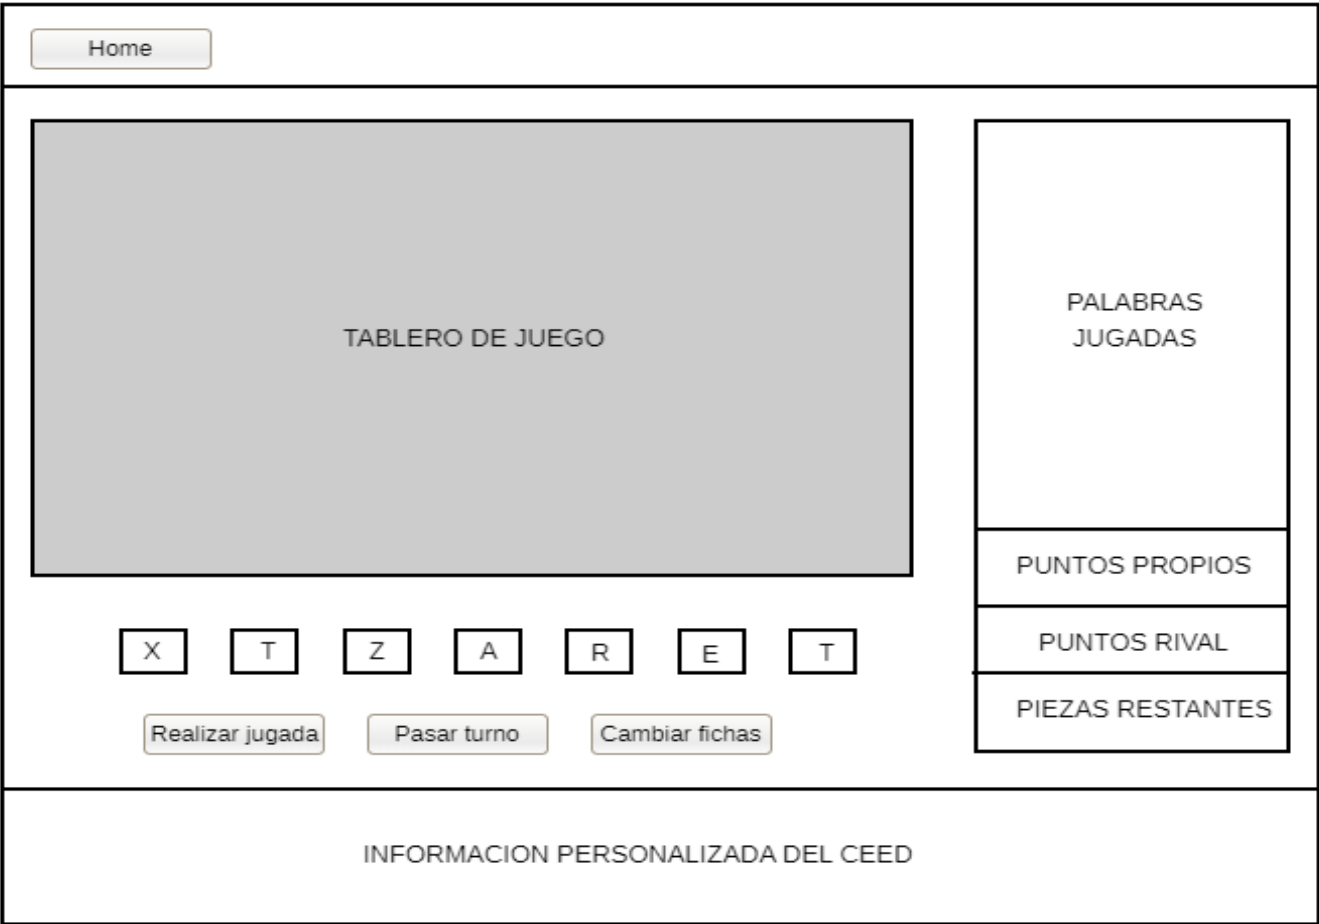 Home
TABLERO DE JUEGO
PALABRAS
JUGADAS
PUNTOS PROPIOS
PUNTOS RIVAL
PIEZAS RESTANTES
X T Z A R E T
Realizar jugada Pasar turno Cambiar fichas
INFORMACION PERSONALIZADA DEL CEED